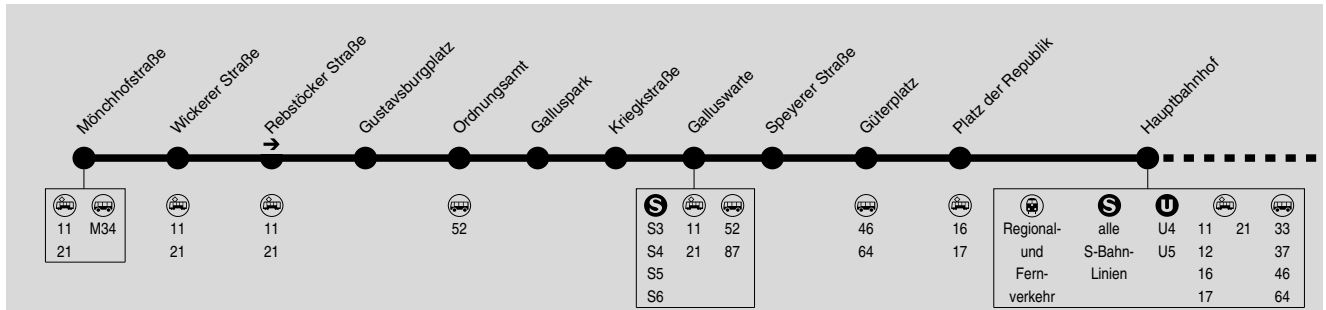 Mönchhofstraße
Wickerer Straße
Rebstöcker Straße
Gustavsburgplatz
Ordnungsamt
Galluspark
Kriegkstraße
Galluswarte
Speyerer Straße
Güterplatz
Platz der Republik
Hauptbahnhof
11 M34
21
11
21
11
21
52
S
S3 11 52
S4 21 87
S5
S6
46
64
16
17
S U
Regional- alle U4 11 21 33
und S-Bahn- U5 12 37
Fern- Linien 16 46
verkehr 17 64